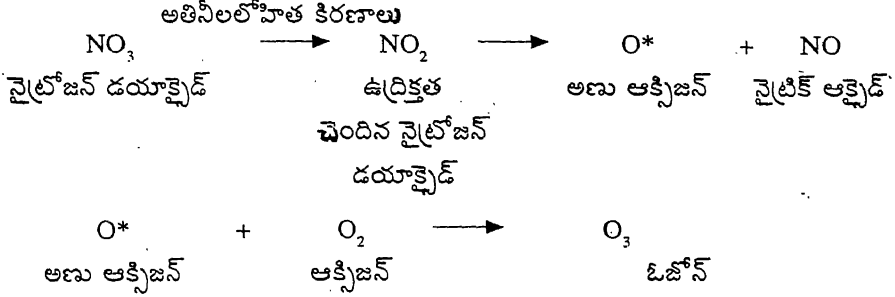 అతినీలలోహిత కిరణాలు
NO₃ → NO₂ → O* + NO
నైట్రోజన్ డయాక్సైడ్ ఉద్రిక్తత అణు ఆక్సిజన్ నైట్రిక్ ఆక్సైడ్
చెందిన నైట్రోజన్
డయాక్సైడ్
O* + O₂ → O₃
అణు ఆక్సిజన్ ఆక్సిజన్ ఓజోన్